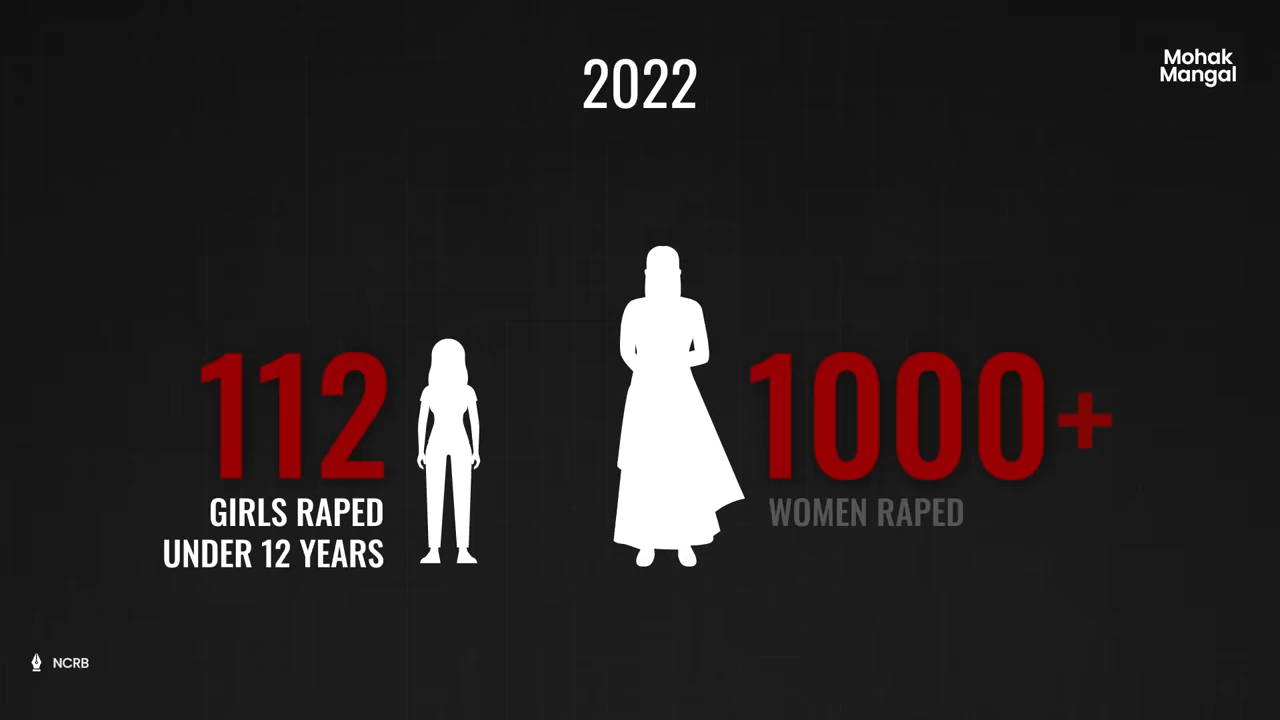 2022
Mohak
Mangal
112
GIRLS RAPED
UNDER 12 YEARS
1000+
WOMEN RAPED
NCRB